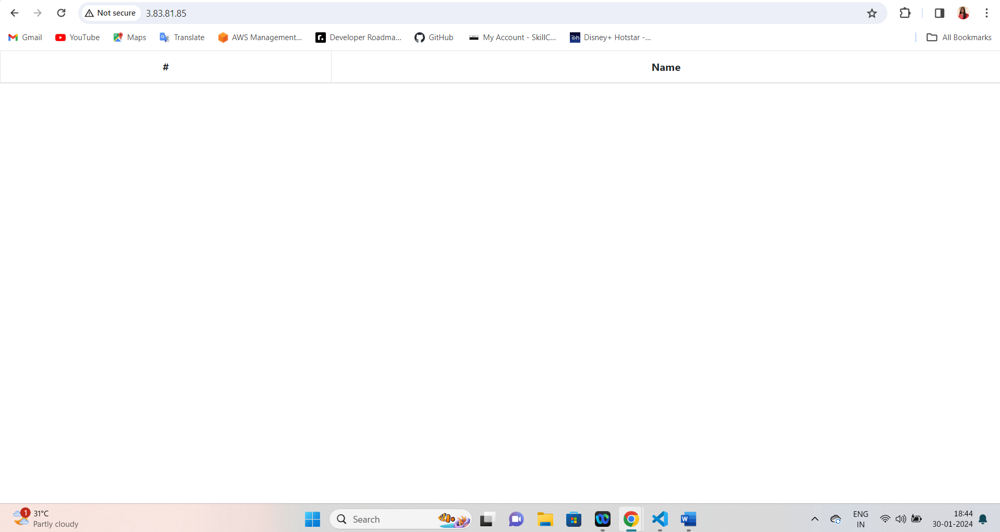 Not secure 3.83.81.85
Gmail YouTube Maps Translate AWS Management... Developer Roadma... GitHub My Account - SkillC... Disney+ Hotstar -... All Bookmarks
# Name
1 31°C
Partly cloudy
Search
ENG
IN
18:44
30-01-2024